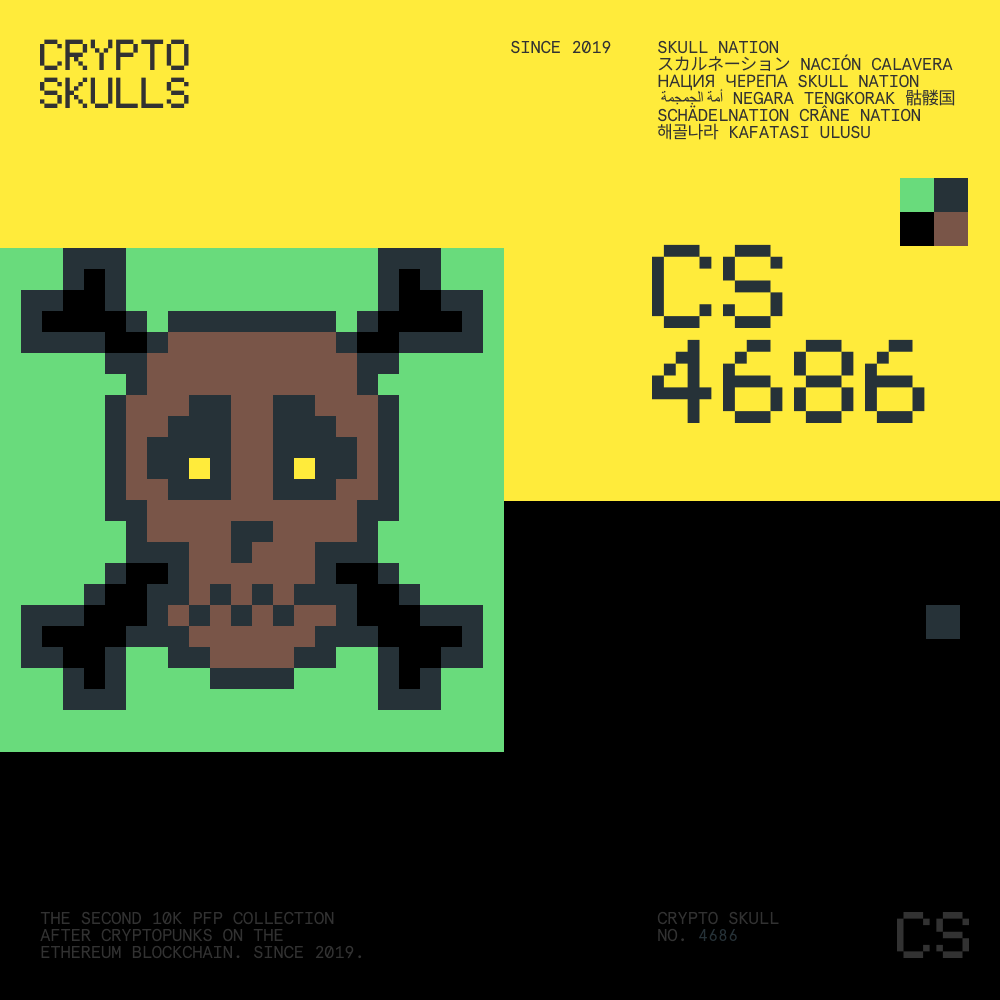 CRYPTO
SKULLS
SINCE 2019
SKULL NATION
スカルネーション NACIÓN CALAVERA
НАЦИЯ ЧЕРЕПА SKULL NATION
أمة الجمجمة NEGARA TENGKORAK 骷髅国
SCHÄDELNATION CRÂNE NATION
해골나라 KAFATASI ULUSU
CS
4686
THE SECOND 10K PFP COLLECTION
AFTER CRYPTOPUNKS ON THE
ETHEREUM BLOCKCHAIN. SINCE 2019.
CRYPTO SKULL
NO. 4686
CS